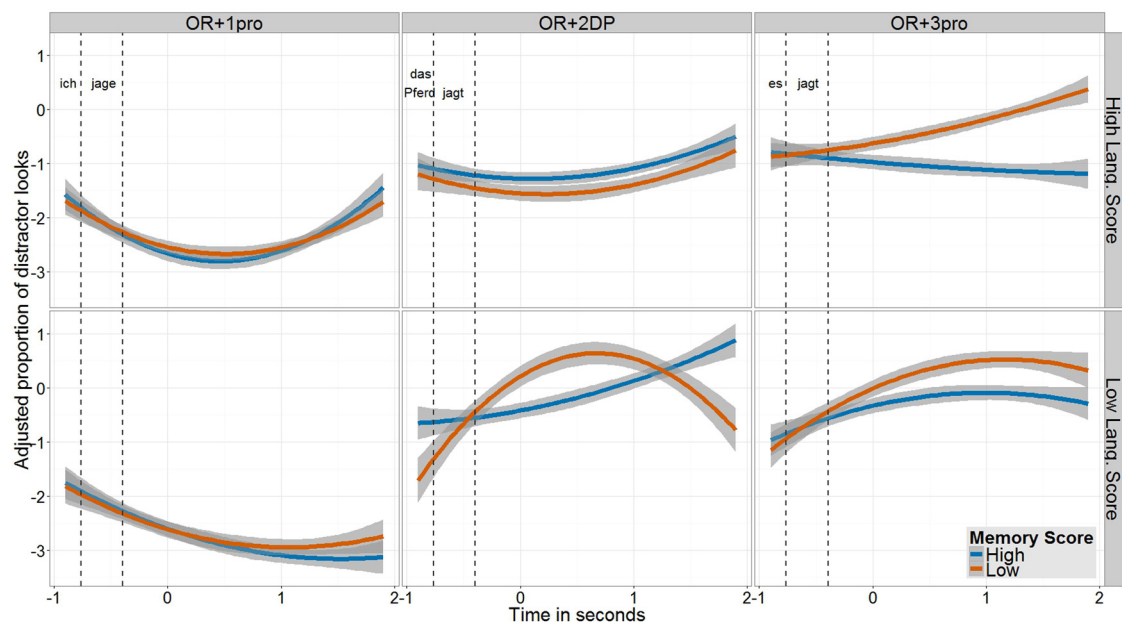 OR+1pro
OR+2DP
OR+3pro
Adjusted proportion of distractor looks
1
0
-1
-2
-3
ich
jage
das
Pferd
jagt
es
jagt
High Lang. Score
1
0
-1
-2
-3
Low Lang. Score
Memory Score
High
Low
-1
0
1
2
-1
0
1
2
-1
0
1
2
Time in seconds